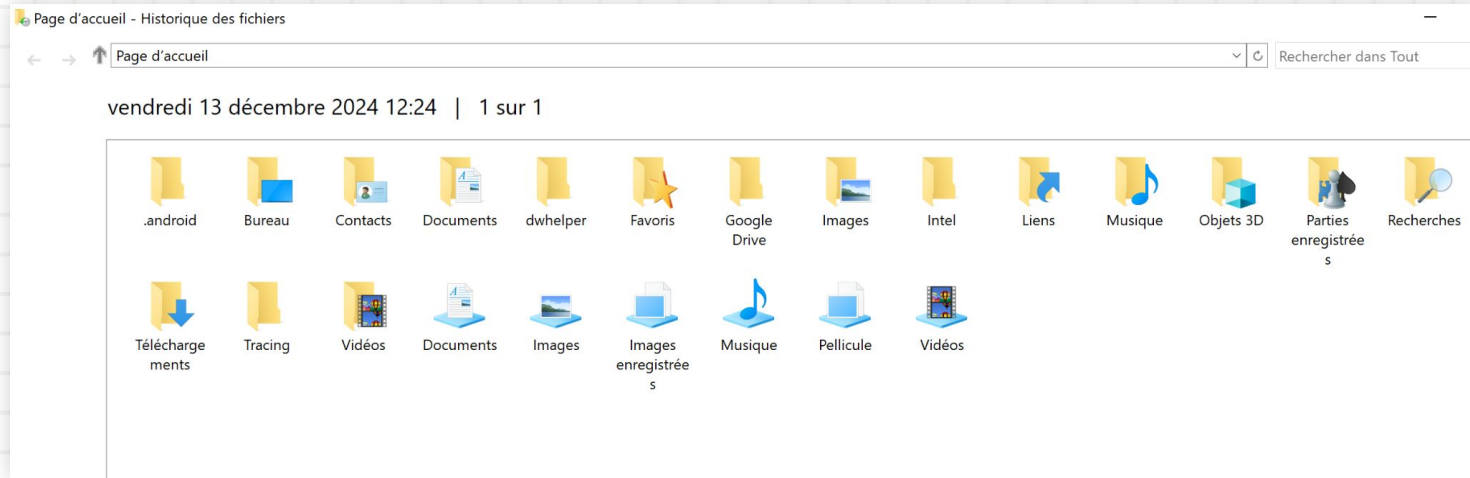 Page d'accueil - Historique des fichiers
Page d'accueil
Rechercher dans Tout
vendredi 13 décembre 2024 12:24 | 1 sur 1
.android
Bureau
Contacts
Documents
dwhelper
Favoris
Google
Drive
Images
Intel
Liens
Musique
Objets 3D
Parties
enregistrée
s
Recherches
Télécharge
ments
Tracing
Vidéos
Documents
Images
Images
enregistrée
s
Musique
Pellicule
Vidéos